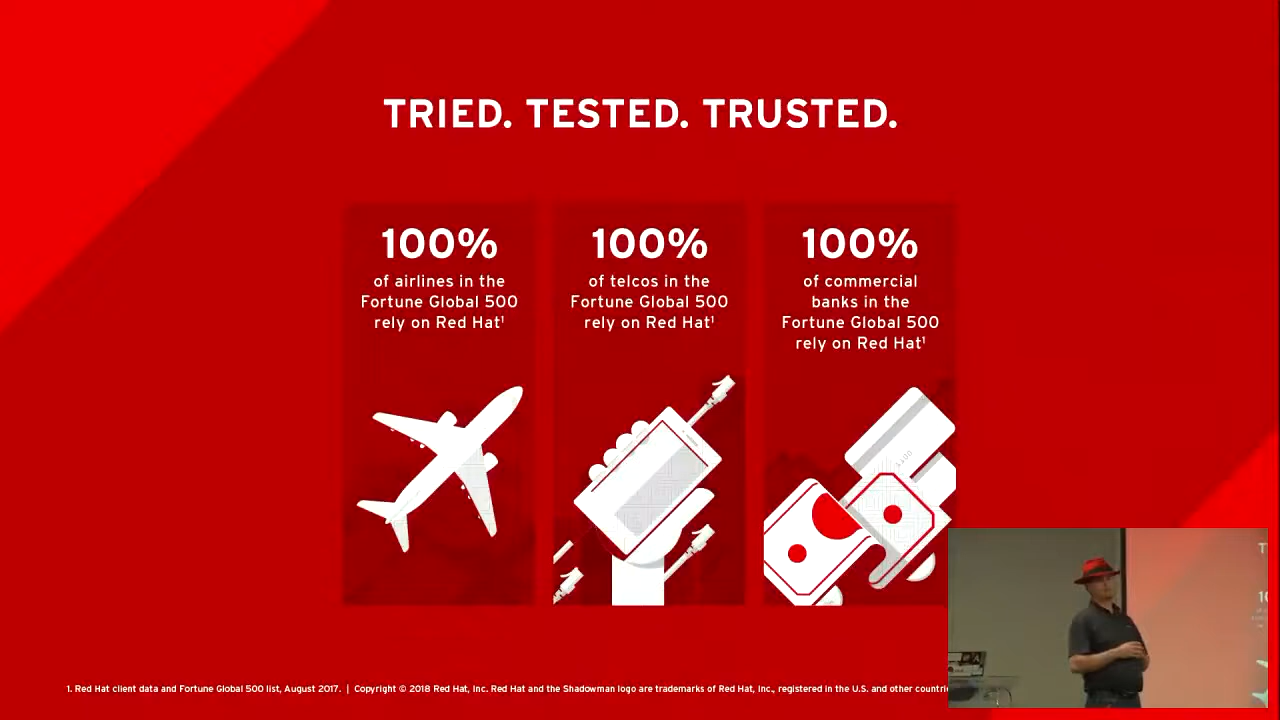 TRIED. TESTED. TRUSTED.
100%
of airlines in the
Fortune Global 500
rely on Red Hat¹
100%
of telcos in the
Fortune Global 500
rely on Red Hat¹
100%
of commercial
banks in the
Fortune Global 500
rely on Red Hat¹
1. Red Hat client data and Fortune Global 500 list, August 2017. | Copyright © 2018 Red Hat, Inc. Red Hat and the Shadowman logo are trademarks of Red Hat, Inc., registered in the U.S. and other